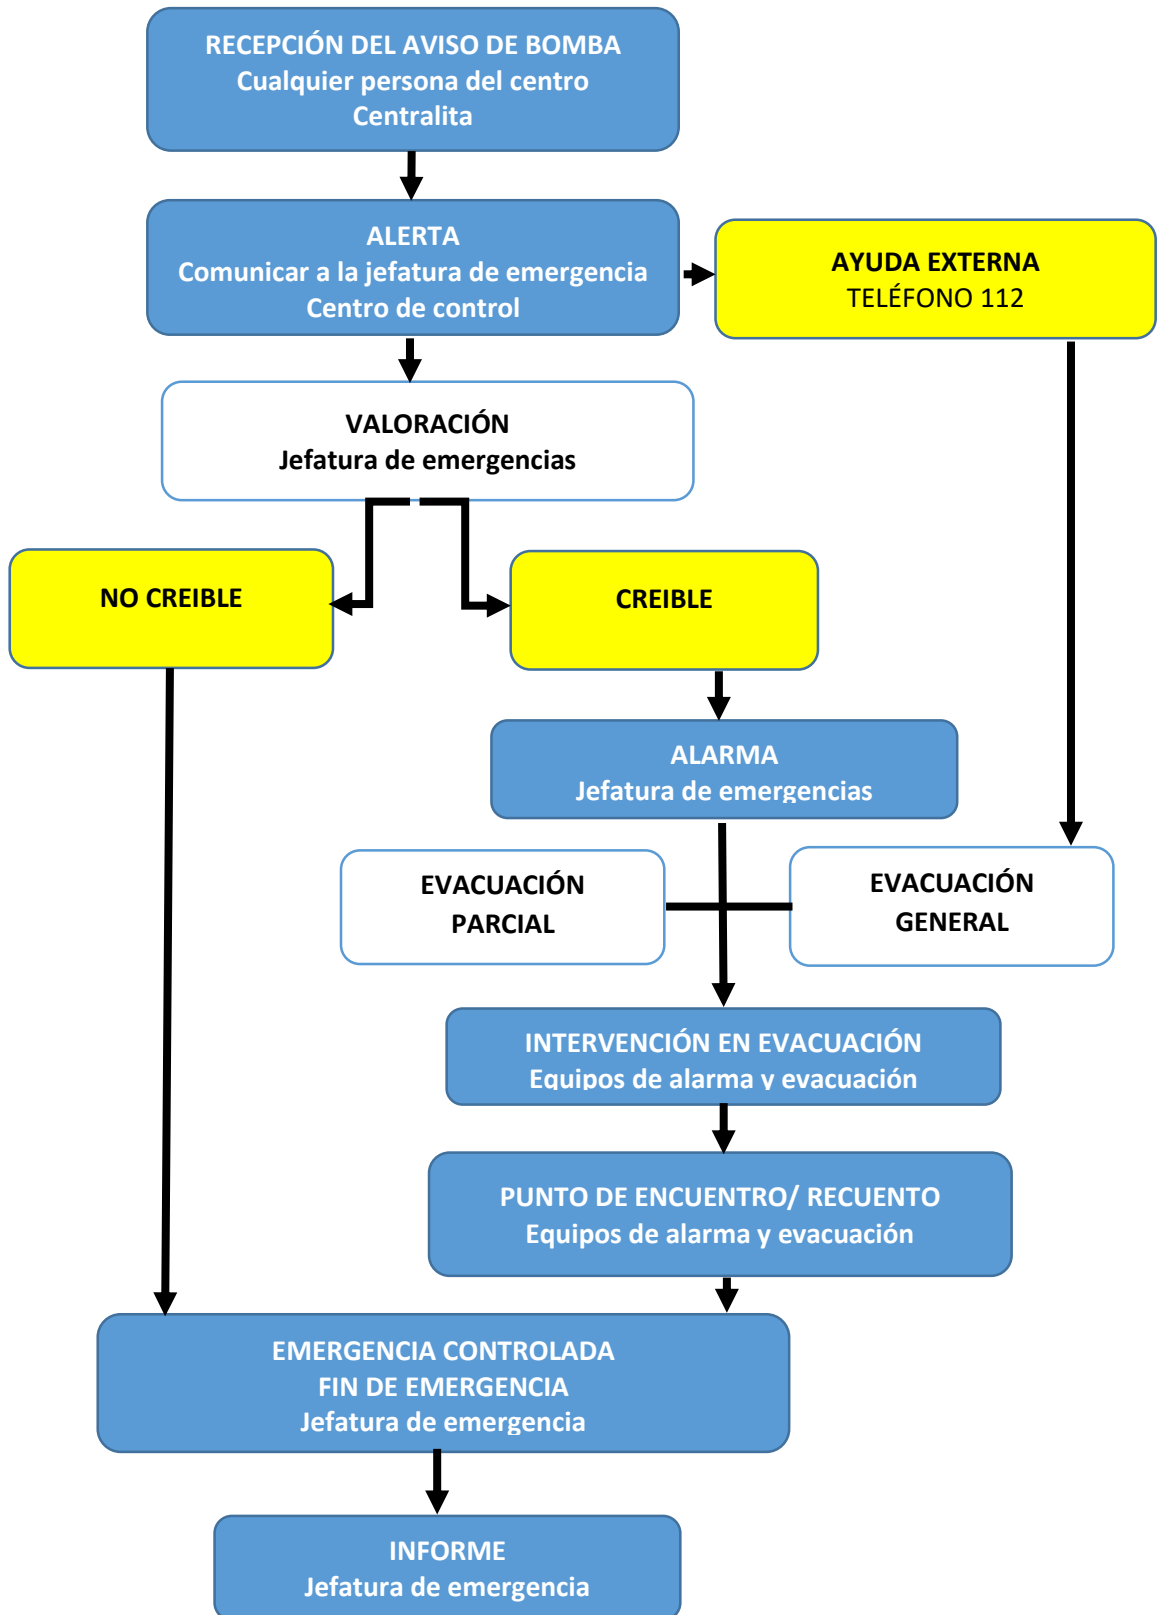 RECEPCIÓN DEL AVISO DE BOMBA
Cualquier persona del centro
Centralita
ALERTA
Comunicar a la jefatura de emergencia
Centro de control
AYUDA EXTERNA
TELÉFONO 112
VALORACIÓN
Jefatura de emergencias
NO CREIBLE
CREIBLE
ALARMA
Jefatura de emergencias
EVACUACIÓN
PARCIAL
EVACUACIÓN
GENERAL
INTERVENCIÓN EN EVACUACIÓN
Equipos de alarma y evacuación
PUNTO DE ENCUENTRO/ RECUENTO
Equipos de alarma y evacuación
EMERGENCIA CONTROLADA
FIN DE EMERGENCIA
Jefatura de emergencia
INFORME
Jefatura de emergencia